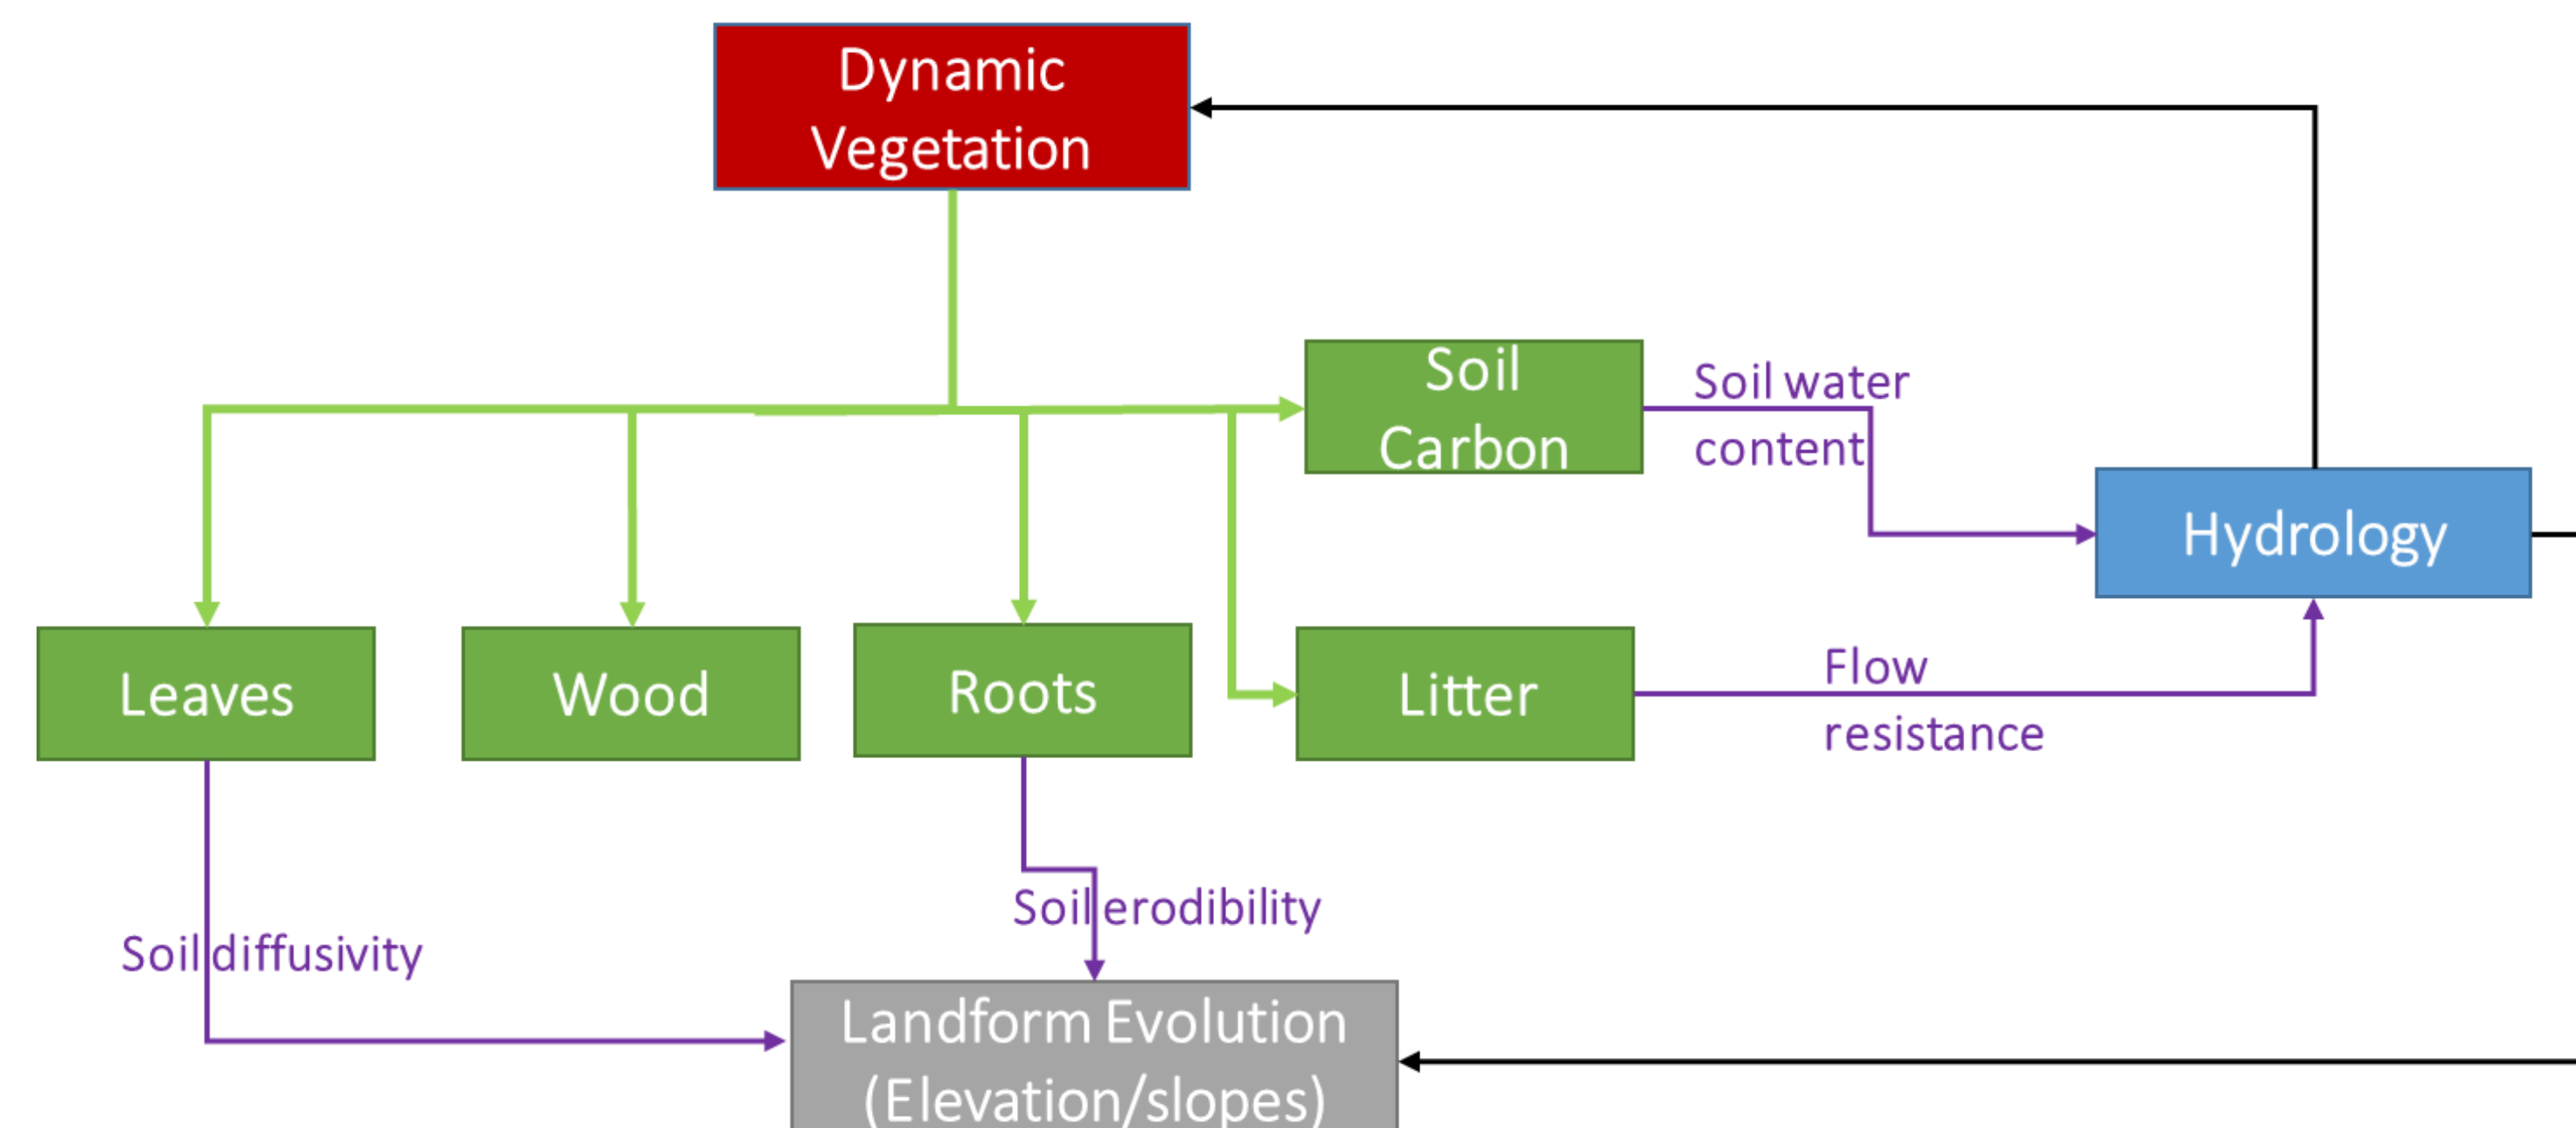 Dynamic
Vegetation
Soil
Carbon
Soil water
content
Hydrology
Leaves
Wood
Roots
Litter
Flow
resistance
Soil diffusivity
Soil erodibility
Landform Evolution
(Elevation/slopes)